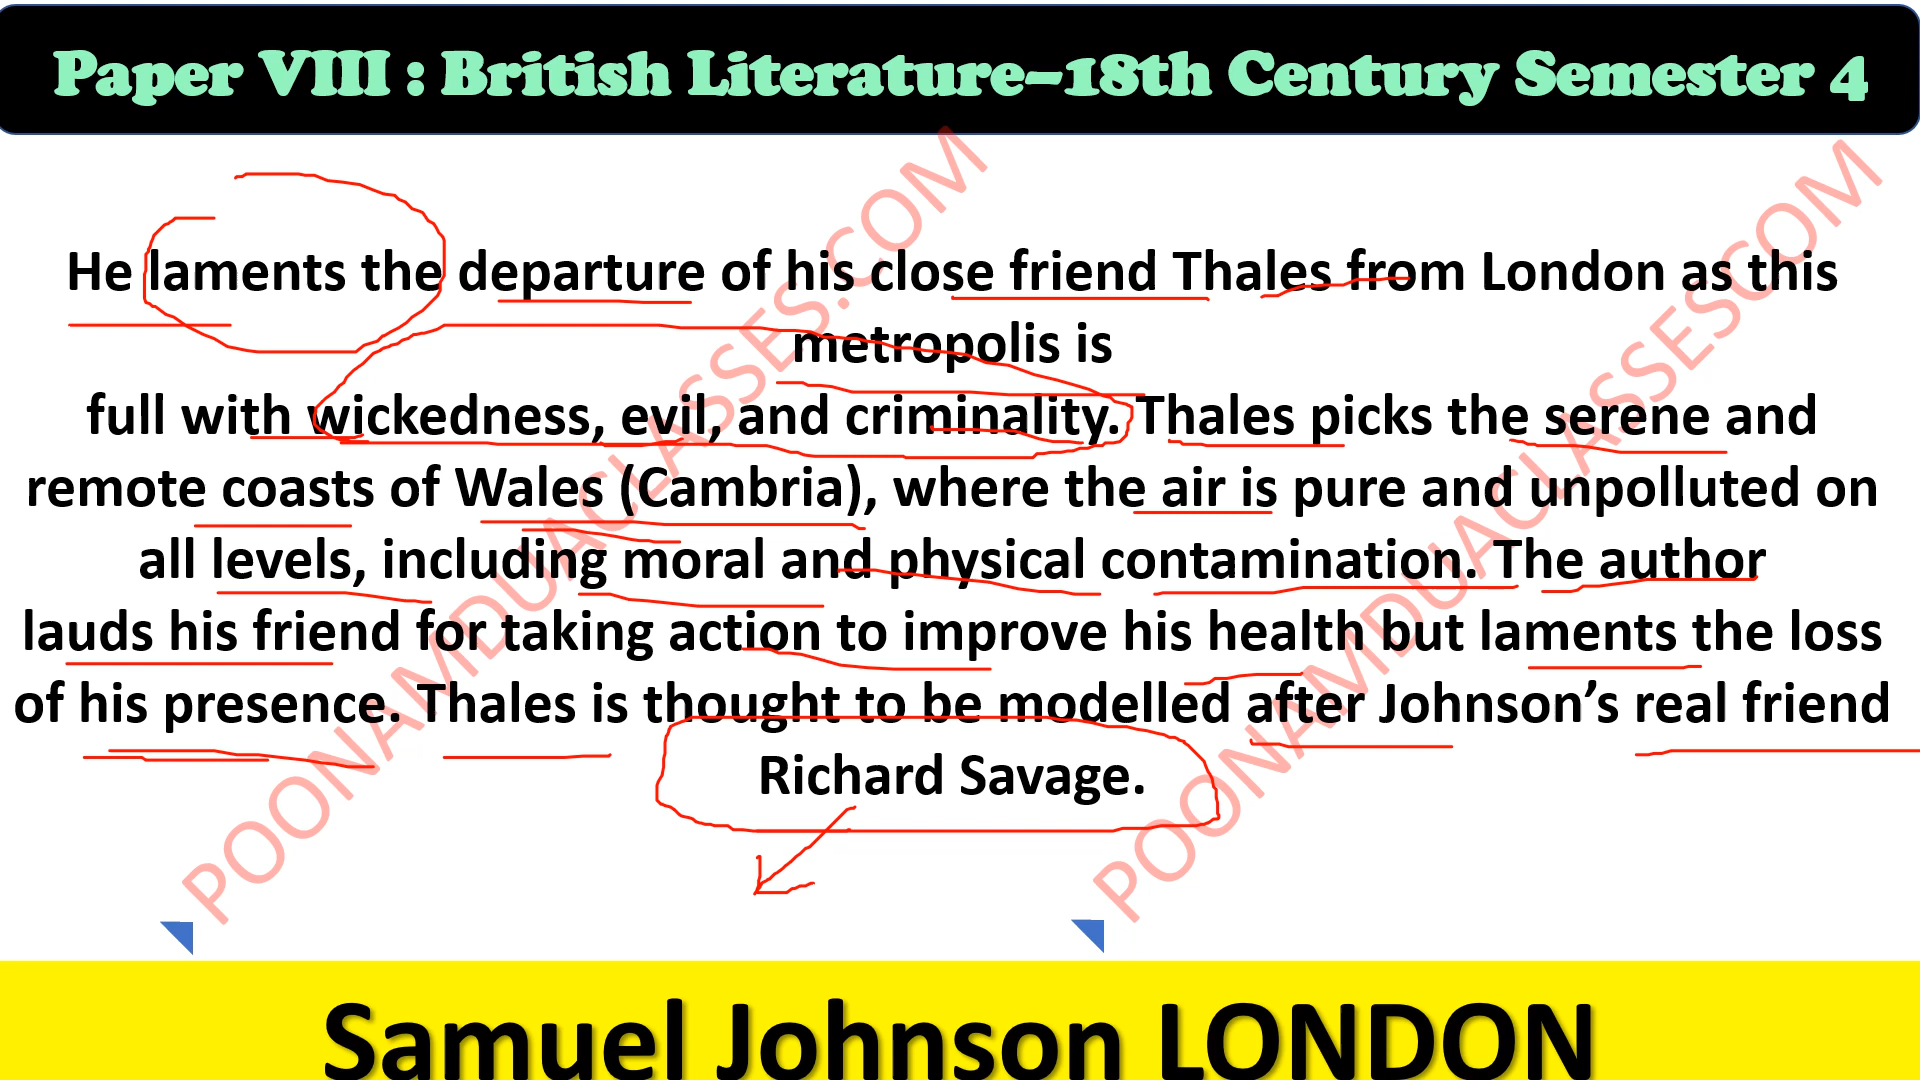 Paper VIII : British Literature–18th Century Semester 4
He laments the departure of his close friend Thales from London as this
metropolis is
full with wickedness, evil, and criminality. Thales picks the serene and
remote coasts of Wales (Cambria), where the air is pure and unpolluted on
all levels, including moral and physical contamination. The author
lauds his friend for taking action to improve his health but laments the loss
of his presence. Thales is thought to be modelled after Johnson’s real friend
Richard Savage.
POONAMDUACLASSES.COM
POONAMDUACLASSESCOM
Samuel Johnson LONDON